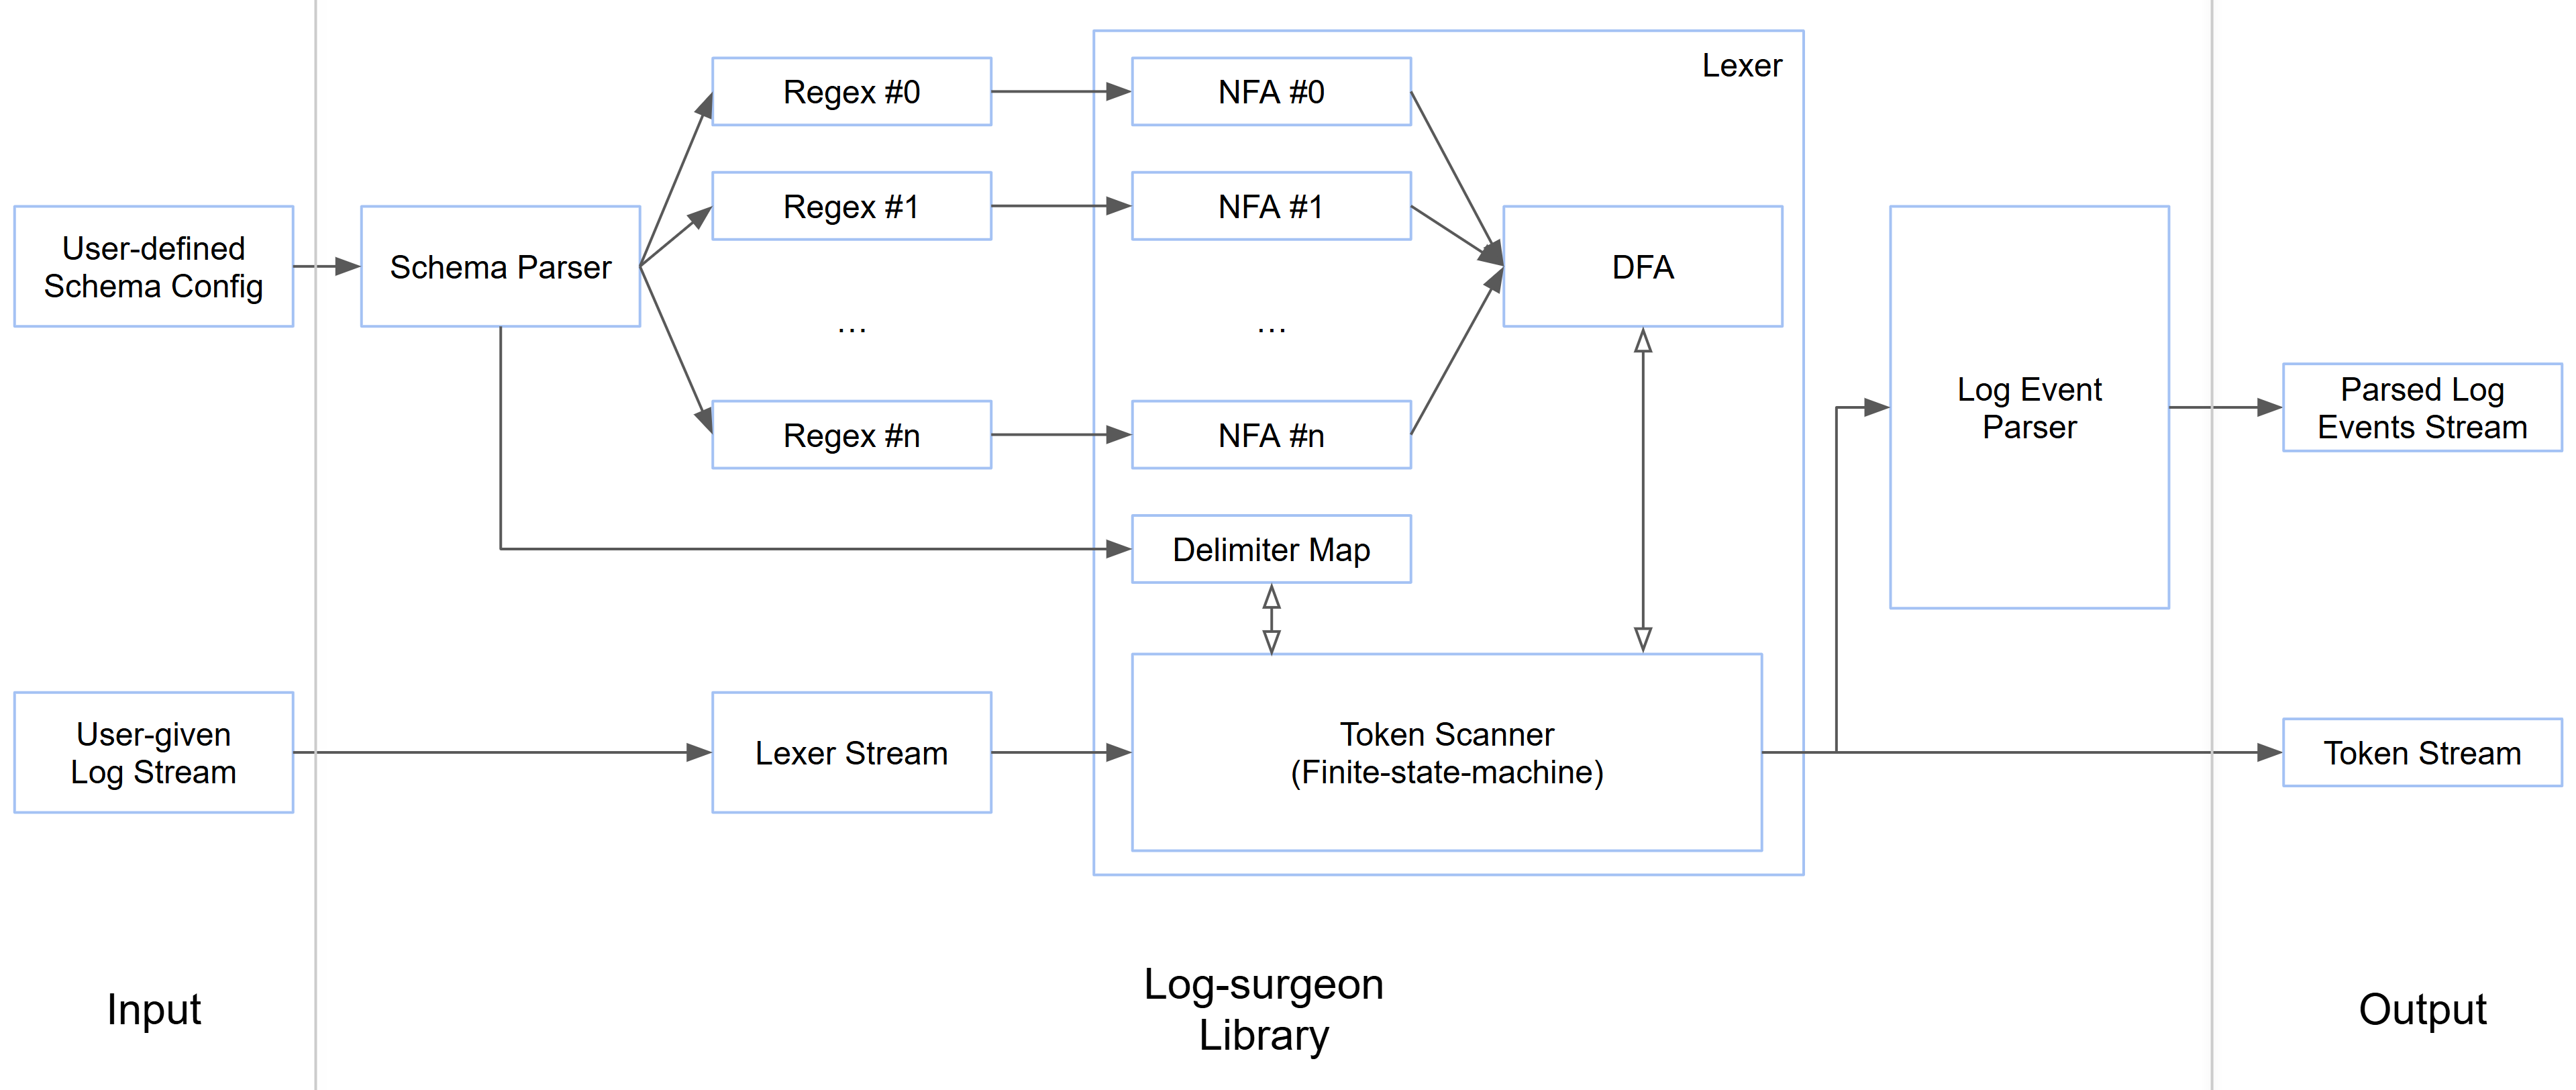 Lexer
Regex #0
NFA #0
Regex #1
NFA #1
User-defined
Schema Config
Schema Parser
DFA
...
...
Regex #n
NFA #n
Log Event
Parser
Parsed Log
Events Stream
Delimiter Map
User-given
Log Stream
Lexer Stream
Token Scanner
(Finite-state-machine)
Token Stream
Input
Log-surgeon
Library
Output